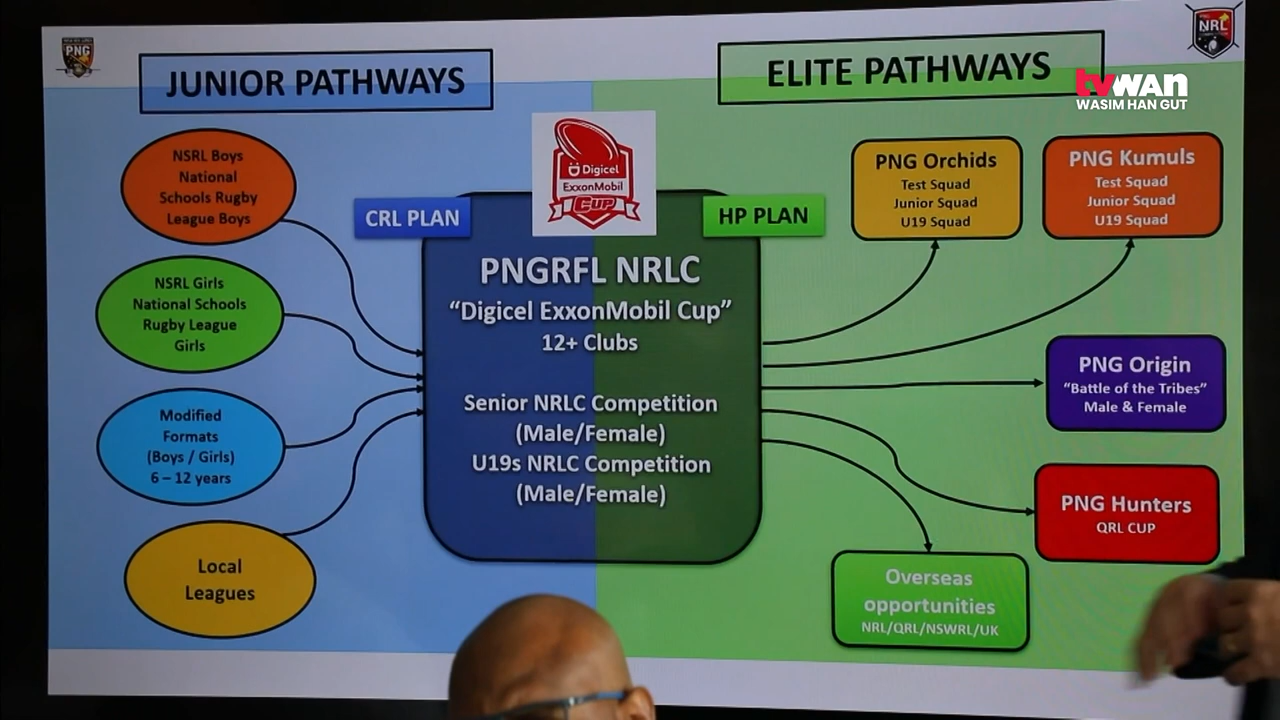 PNG
JUNIOR PATHWAYS
ELITE PATHWAYS
PNG
NRL
tvwan
WASIM HAN GUT
NSRL Boys
National
Schools Rugby
League Boys
NSRL Girls
National Schools
Rugby League
Girls
Modified
Formats
(Boys / Girls)
6 – 12 years
Local
Leagues
CRL PLAN
Digicel
ExxonMobil
CUP
HP PLAN
PNGRFL NRLC
“Digicel ExxonMobil Cup”
12+ Clubs
Senior NRLC Competition
(Male/Female)
U19s NRLC Competition
(Male/Female)
PNG Orchids
Test Squad
Junior Squad
U19 Squad
PNG Kumuls
Test Squad
Junior Squad
U19 Squad
PNG Origin
“Battle of the Tribes”
Male & Female
PNG Hunters
QRL CUP
Overseas
opportunities
NRL/QRL/NSWRL/UK